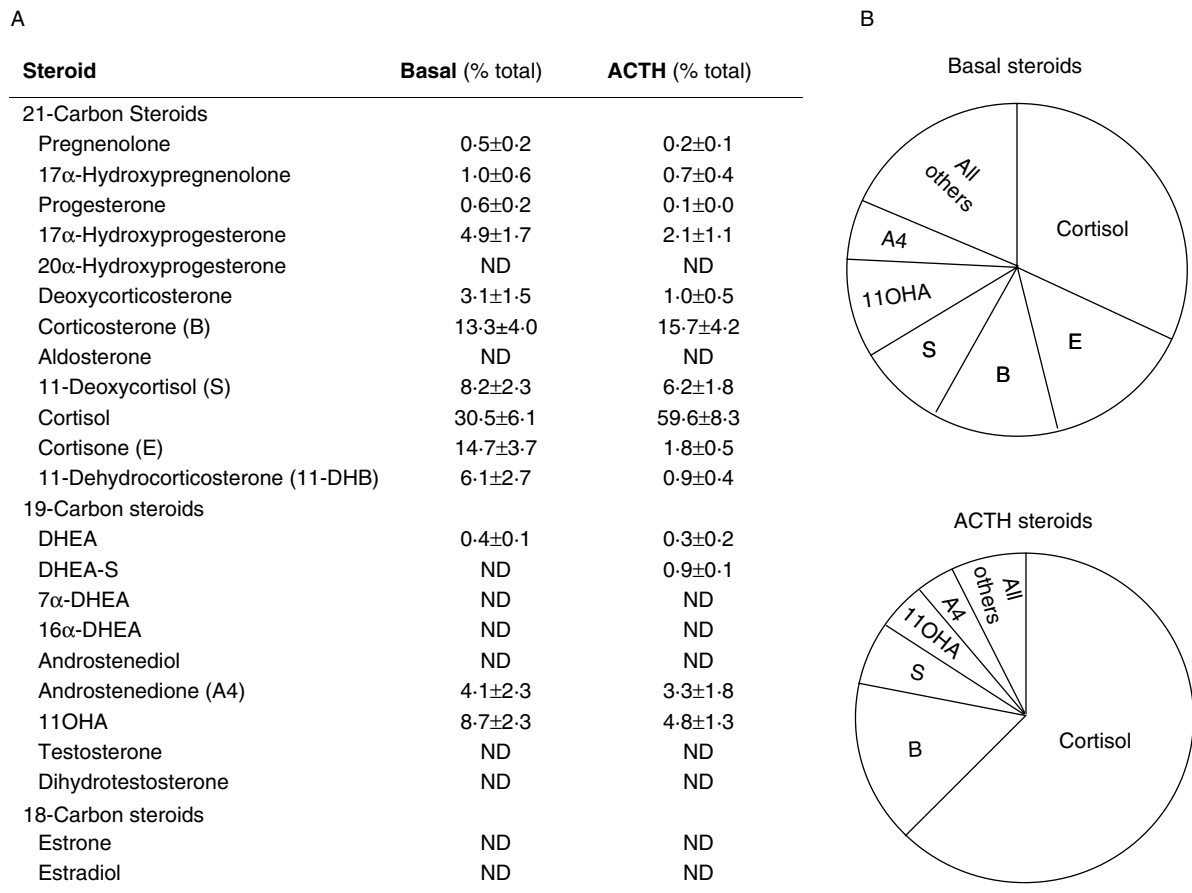 A
Steroid Basal (% total) ACTH (% total)
21-Carbon Steroids
Pregnenolone 0·5±0·2 0·2±0·1
17α-Hydroxypregnenolone 1·0±0·6 0·7±0·4
Progesterone 0·6±0·2 0·1±0·0
17α-Hydroxyprogesterone 4·9±1·7 2·1±1·1
20α-Hydroxyprogesterone ND ND
Deoxycorticosterone 3·1±1·5 1·0±0·5
Corticosterone (B) 13·3±4·0 15·7±4·2
Aldosterone ND ND
11-Deoxycortisol (S) 8·2±2·3 6·2±1·8
Cortisol 30·5±6·1 59·6±8·3
Cortisone (E) 14·7±3·7 1·8±0·5
11-Dehydrocorticosterone (11-DHB) 6·1±2·7 0·9±0·4
19-Carbon steroids
DHEA 0·4±0·1 0·3±0·2
DHEA-S ND 0·9±0·1
7α-DHEA ND ND
16α-DHEA ND ND
Androstenediol ND ND
Androstenedione (A4) 4·1±2·3 3·3±1·8
11OHA 8·7±2·3 4·8±1·3
Testosterone ND ND
Dihydrotestosterone ND ND
18-Carbon steroids
Estrone ND ND
Estradiol ND ND
B
Basal steroids
All
others
Cortisol
A4
11OHA
S
B
E
ACTH steroids
All
others
A4
11OHA
S
B
Cortisol